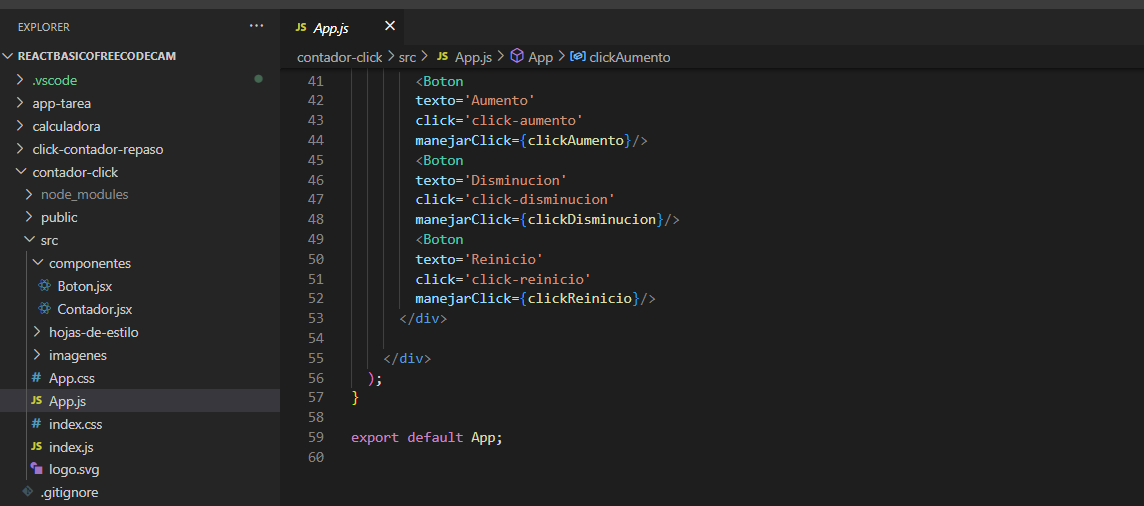 EXPLORER
REACTBASICOFREECODECAM
.vscode
app-tarea
calculadora
click-contador-repaso
contador-click
node_modules
public
src
componentes
Boton.jsx
Contador.jsx
hojas-de-estilo
imagenes
# App.css
JS App.js
# index.css
JS index.js
logo.svg
.gitignore
JS App.js
contador-click > src > JS App.js > App > clickAumento
41 <Boton
42 texto='Aumento'
43 click='click-aumento'
44 manejarClick={clickAumento}/>
45 <Boton
46 texto='Disminucion'
47 click='click-disminucion'
48 manejarClick={clickDisminucion}/>
49 <Boton
50 texto='Reinicio'
51 click='click-reinicio'
52 manejarClick={clickReinicio}/>
53 </div>
54
55 </div>
56 );
57 }
58
59 export default App;
60